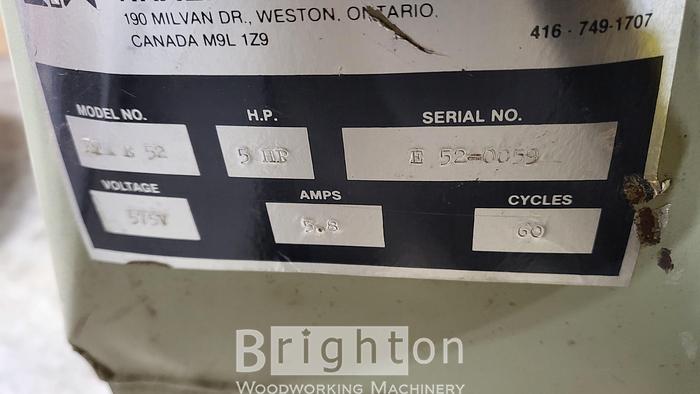 190 MILVAN DR., WESTON, ONTARIO.
CANADA M9L 1Z9
416 - 749-1707
MODEL NO. H.P. SERIAL NO.
52 5 HP E 52-0059
VOLTAGE AMPS CYCLES
575V 5.8 60
Brighton
WOODWORKING MACHINERY